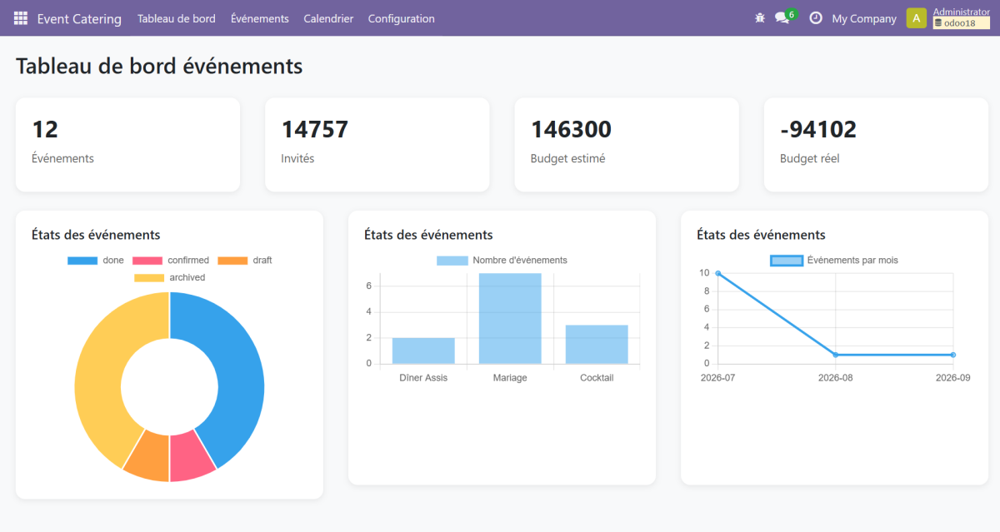 Event Catering Tableau de bord Événements Calendrier Configuration 6 My Company A Administrator
odoo18
Tableau de bord événements
12 14757 146300 -94102
Événements Invités Budget estimé Budget réel
États des événements
done confirmed draft
archived
États des événements
Nombre d'événements
6
4
2
0
Dîner Assis Mariage Cocktail
États des événements
Évènements par mois
10
8
6
4
2
0
2026-07 2026-08 2026-09